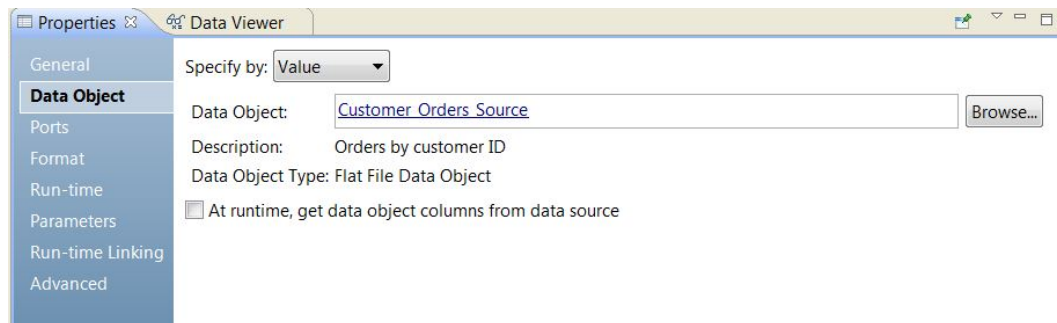 Properties Data Viewer
General
Data Object
Ports
Format
Run-time
Parameters
Run-time Linking
Advanced
Specify by: Value
Data Object: Customer_Orders_Source Browse...
Description: Orders by customer ID
Data Object Type: Flat File Data Object
At runtime, get data object columns from data source